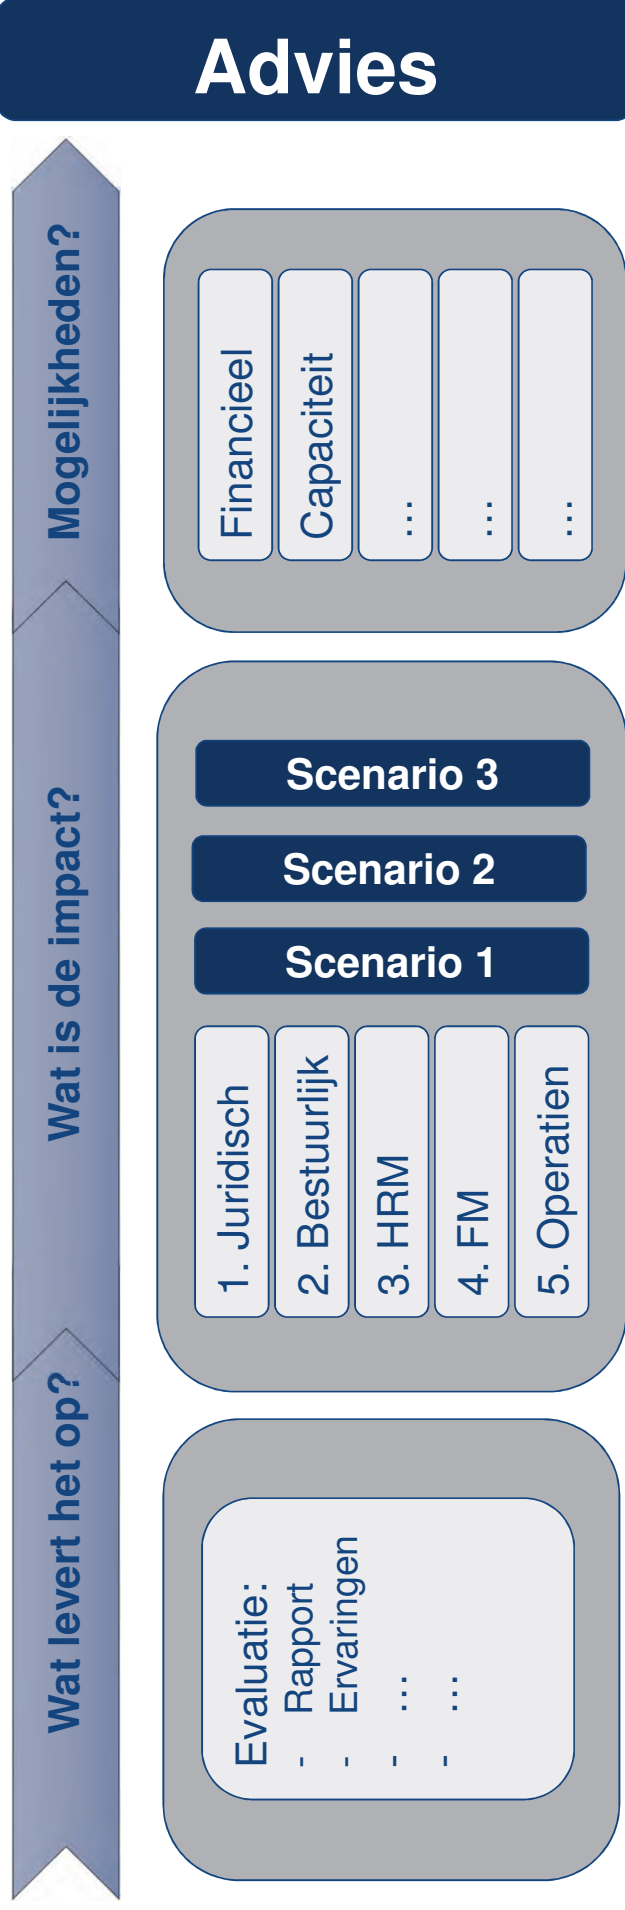 Advies
Mogelijkheden?
Financieel
Capaciteit
...
...
...
Wat is de impact?
Scenario 3
Scenario 2
Scenario 1
1. Juridisch
2. Bestuurlijk
3. HRM
4. FM
5. Operatien
Wat levert het op?
Evaluatie:
- Rapport
- Ervaringen
- ...
- ...